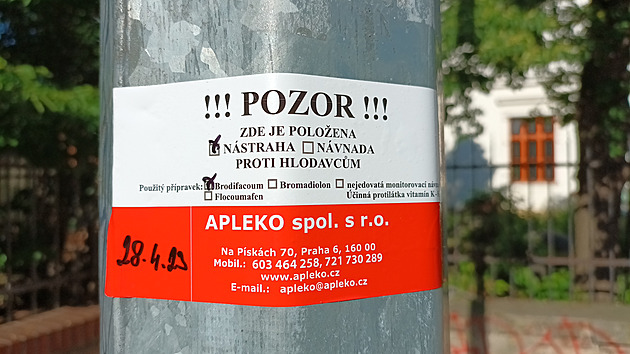 !!! POZOR !!!
ZDE JE POLOŽENA
NÁSTRAHA NÁVNADA
PROTI HLODAVCŮM
Použitý přípravek: Brodifacoum Bromadiolon nejedovatá monitorovací
Flocoumafen Účinná protilátka vitamín K
28.4.23
APLEKO spol. s r.o.
Na Pískách 70, Praha 6, 160 00
Mobil.: 603 464 258, 721 730 289
www.apleko.cz
E-mail.: apleko@apleko.cz